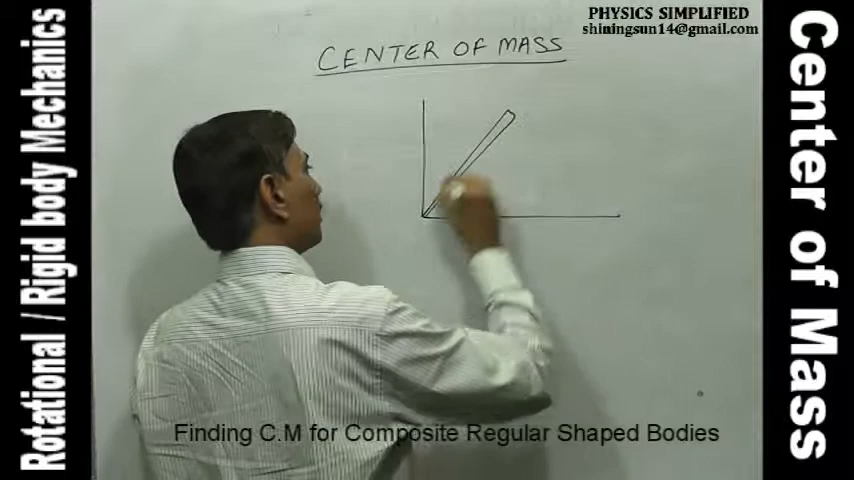 PHYSICS SIMPLIFIED
shiningsun14@gmail.com
CENTER OF MASS
Rotational / Rigid body Mechanics
Center of Mass
Finding C.M for Composite Regular Shaped Bodies